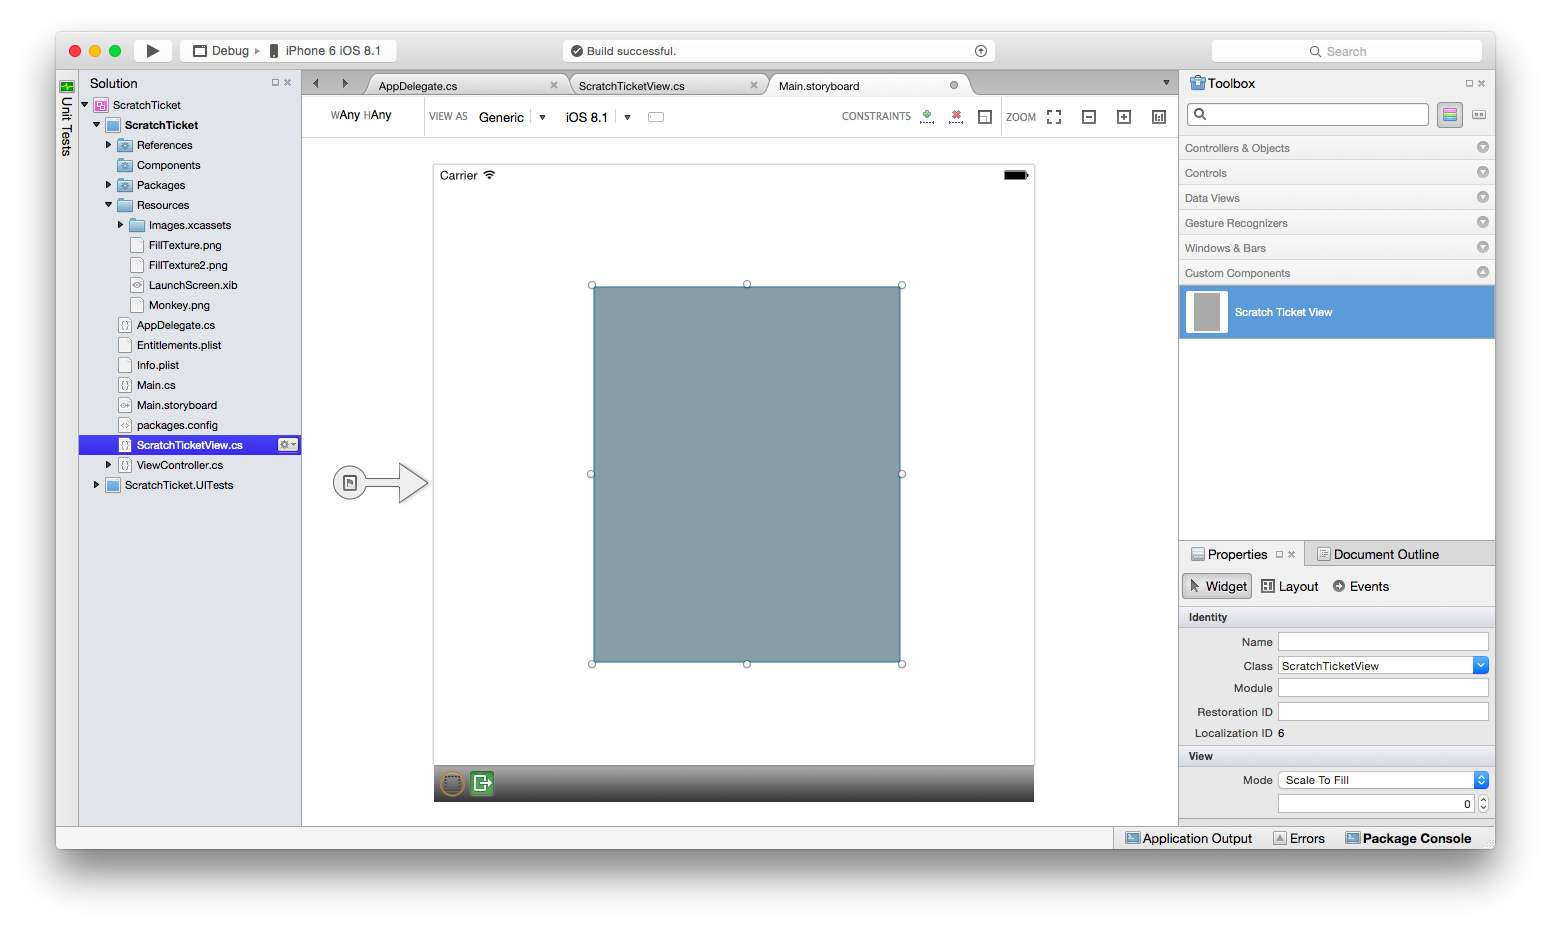 Debug
iPhone 6 iOS 8.1
Build successful.
Search
Unit Tests
Solution
ScratchTicket
ScratchTicket
References
Components
Packages
Resources
Images.xcassets
FillTexture.png
FillTexture2.png
LaunchScreen.xib
Monkey.png
AppDelegate.cs
Entitlements.plist
Info.plist
Main.cs
Main.storyboard
packages.config
ScratchTicketView.cs
ViewController.cs
ScratchTicket.UITests
AppDelegate.cs
ScratchTicketView.cs
Main.storyboard
wAny hAny
VIEW AS
Generic
iOS 8.1
CONSTRAINTS
ZOOM
Carrier
Toolbox
Controllers & Objects
Controls
Data Views
Gesture Recognizers
Windows & Bars
Custom Components
Scratch Ticket View
Properties
Document Outline
Widget
Layout
Events
Identity
Name
Class ScratchTicketView
Module
Restoration ID
Localization ID 6
View
Mode Scale To Fill
0
Application Output
Errors
Package Console